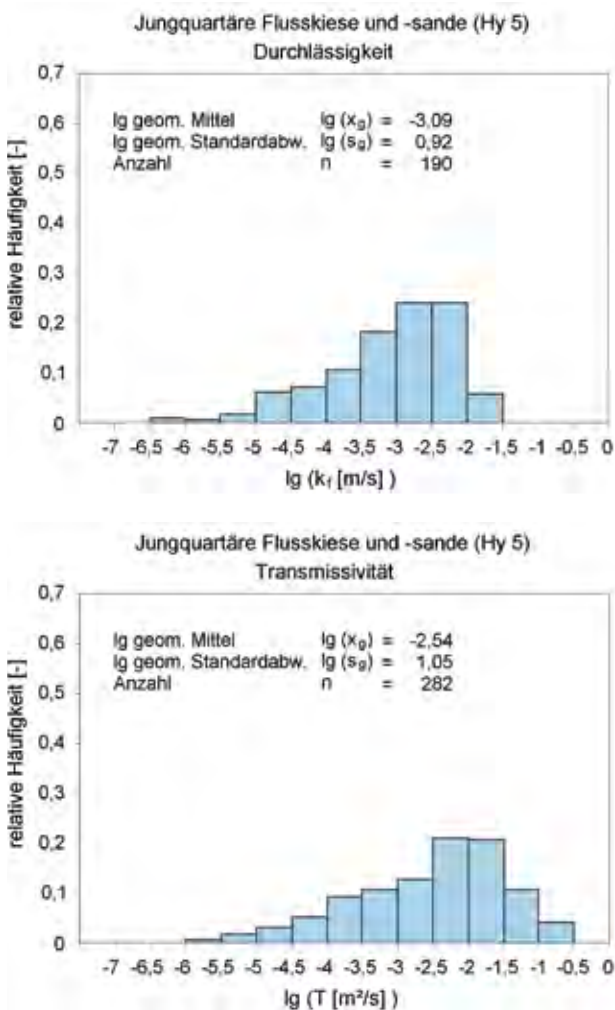 Jungquartäre Flusskiese und -sande (Hy 5)
Durchlässigkeit
lg geom. Mittel lg (xg) = -3,09
lg geom. Standardabw. lg (sg) = 0,92
Anzahl n = 190
relative Häufigkeit [-]
0,7
0,6
0,5
0,4
0,3
0,2
0,1
0
-7 -6,5 -6 -5,5 -5 -4,5 -4 -3,5 -3 -2,5 -2 -1,5 -1 -0,5 0
lg (kf [m/s] )
Jungquartäre Flusskiese und -sande (Hy 5)
Transmissivität
lg geom. Mittel lg (xg) = -2,54
lg geom. Standardabw. lg (sg) = 1,05
Anzahl n = 282
relative Häufigkeit [-]
0,7
0,6
0,5
0,4
0,3
0,2
0,1
0
-7 -6,5 -6 -5,5 -5 -4,5 -4 -3,5 -3 -2,5 -2 -1,5 -1 -0,5 0
lg (T [m²/s] )